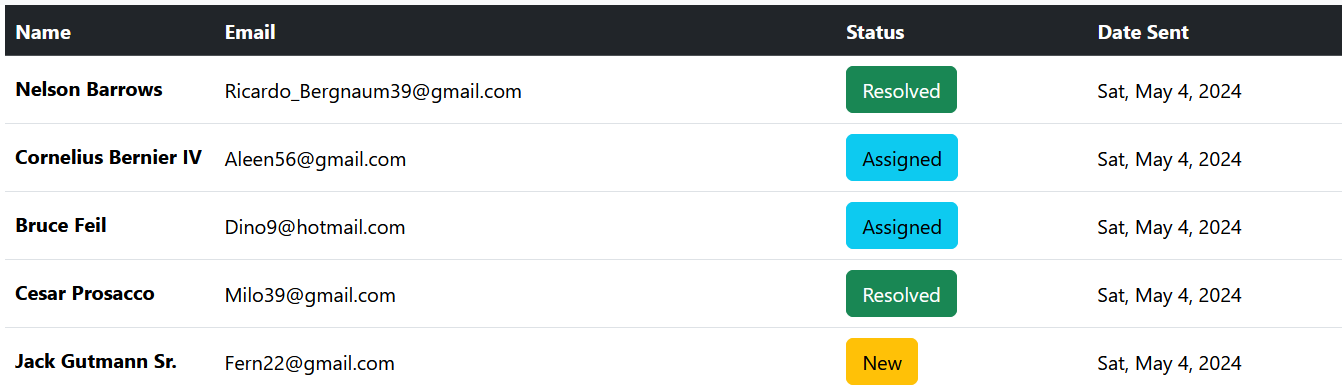 Name Email Status Date Sent
Nelson Barrows Ricardo_Bergnaum39@gmail.com Resolved Sat, May 4, 2024
Cornelius Bernier IV Aleen56@gmail.com Assigned Sat, May 4, 2024
Bruce Feil Dino9@hotmail.com Assigned Sat, May 4, 2024
Cesar Prosacco Milo39@gmail.com Resolved Sat, May 4, 2024
Jack Gutmann Sr. Fern22@gmail.com New Sat, May 4, 2024